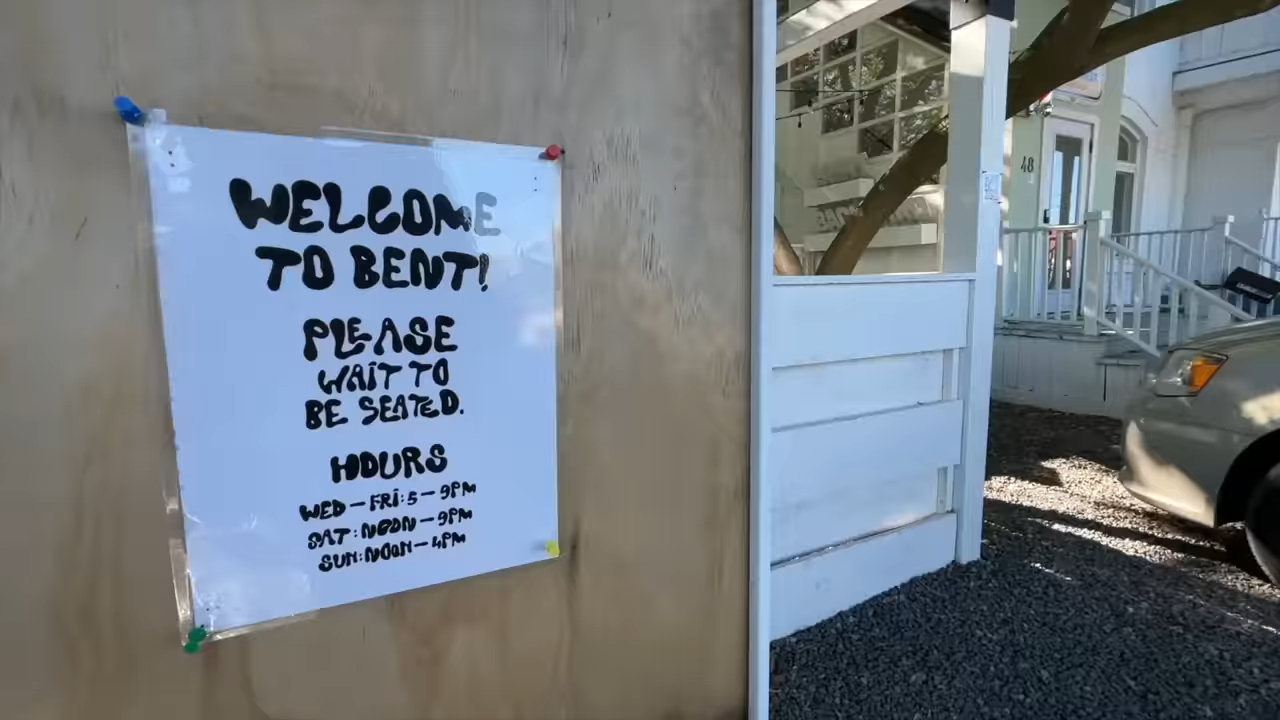 WELCOME
TO BENT!
PLEASE
WAIT TO
BE SEATED.
HOURS
WED-FRI:5-9PM
SAT:NOON-9PM
SUN:NOON-4PM
48